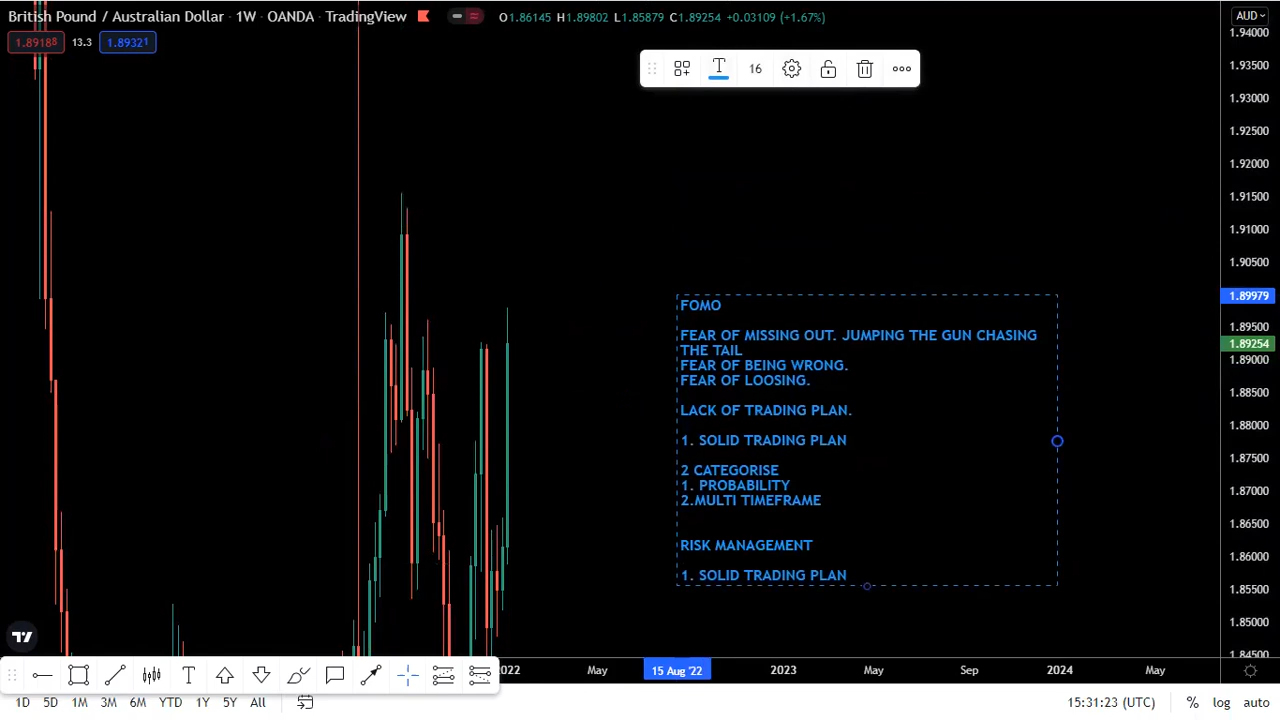 British Pound / Australian Dollar · 1W · OANDA · TradingView O1.86145 H1.89802 L1.85879 C1.89254 +0.03109 (+1.67%)
AUD
1.89188 13.3 1.89321
16
1.94000
1.93500
1.93000
1.92500
1.92000
1.91500
1.91000
1.90500
1.89979
1.89500
1.89254
1.89000
1.88500
1.88000
1.87500
1.87000
1.86500
1.86000
1.85500
1.85000
1.84500
FOMO
FEAR OF MISSING OUT. JUMPING THE GUN CHASING
THE TAIL
FEAR OF BEING WRONG.
FEAR OF LOOSING.
LACK OF TRADING PLAN.
1. SOLID TRADING PLAN
2 CATEGORISE
1. PROBABILITY
2.MULTI TIMEFRAME
RISK MANAGEMENT
1. SOLID TRADING PLAN
2022 May 15 Aug '22 2023 May Sep 2024 May
1D 5D 1M 3M 6M YTD 1Y 5Y All 15:31:23 (UTC) % log auto